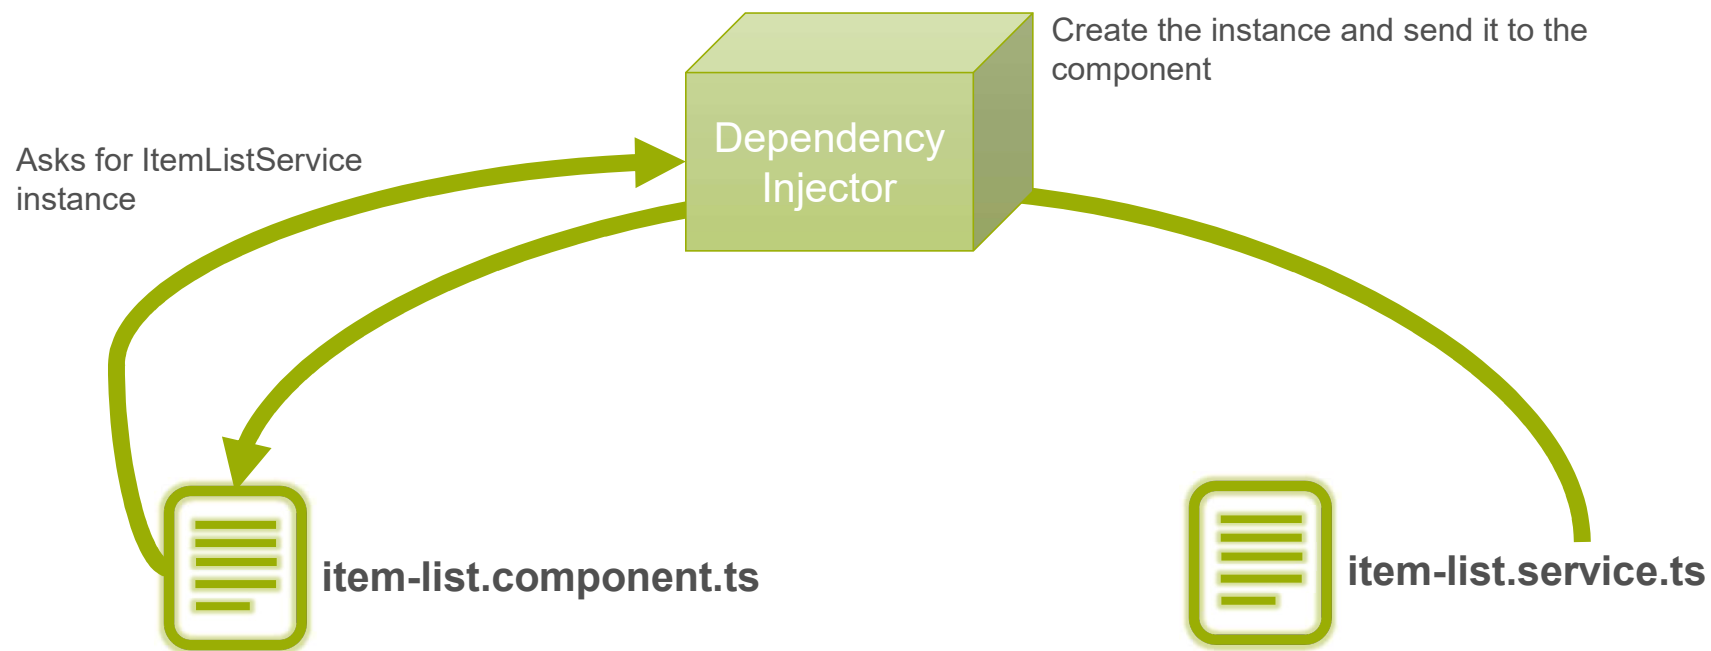 Create the instance and send it to the
component
Dependency
Injector
Asks for ItemListService
instance
item-list.component.ts
item-list.service.ts